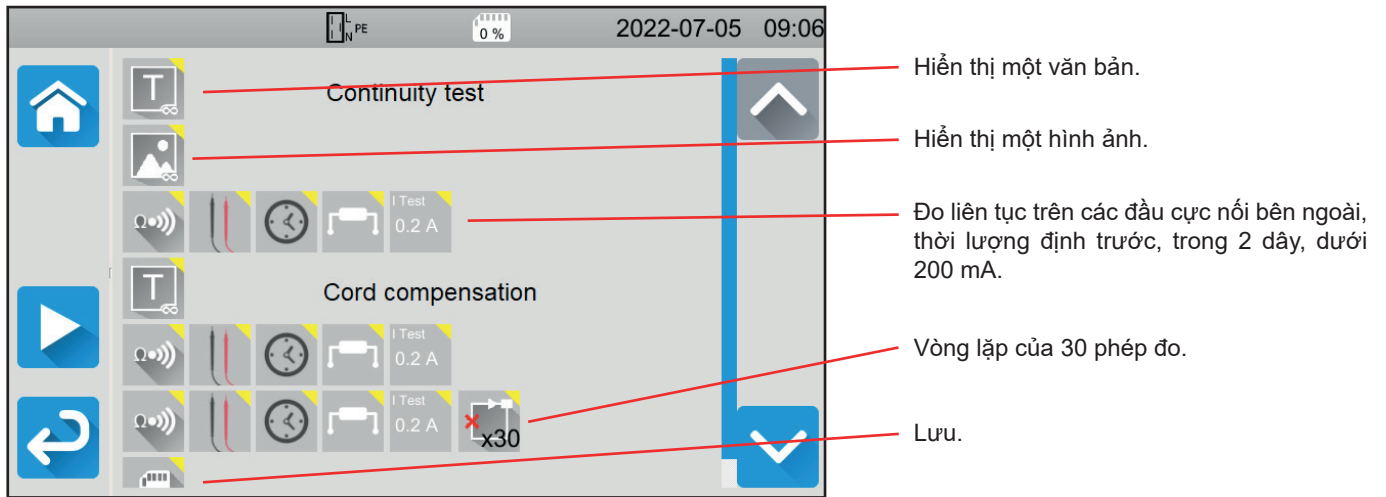 L
N PE
0 %
2022-07-05 09:06
T
Continuity test
Hiển thị một văn bản.
Hiển thị một hình ảnh.
Ω
I Test
0.2 A
Đo liên tục trên các đầu cực nối bên ngoài,
thời lượng định trước, trong 2 dây, dưới
200 mA.
T
Cord compensation
Ω
I Test
0.2 A
Vòng lặp của 30 phép đo.
Ω
I Test
0.2 A
x30
Lưu.